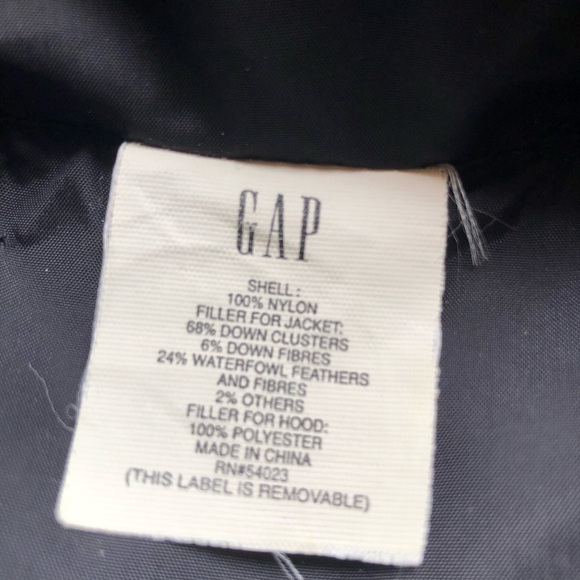 GAP
SHELL:
100% NYLON
FILLER FOR JACKET:
68% DOWN CLUSTERS
6% DOWN FIBRES
24% WATERFOWL FEATHERS
AND FIBRES
2% OTHERS
FILLER FOR HOOD:
100% POLYESTER
MADE IN CHINA
RN#54023
(THIS LABEL IS REMOVABLE)